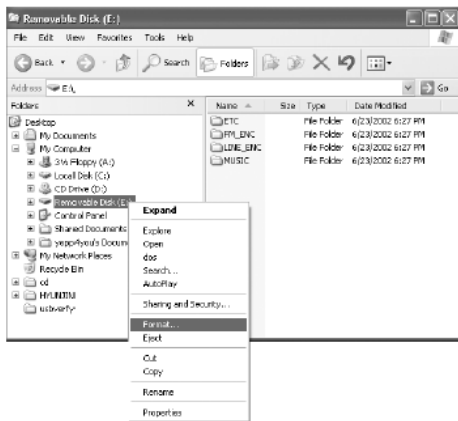 Removable Disk (E:)
File Edit View Favorites Tools Help
Back Search Folders
Address E:\ Go
Folders
Name Size Type Date Modified
ETC File Folder 6/23/2002 6:27 PM
FM_ENC File Folder 6/23/2002 6:27 PM
LINE_ENC File Folder 6/23/2002 6:27 PM
MUSIC File Folder 6/23/2002 6:27 PM
Desktop
My Documents
My Computer
3½ Floppy (A:)
Local Disk (C:)
CD Drive (D:)
Removable Disk (E:)
Control Panel
Shared Documents
yepp4you's Docum
My Network Places
Recycle Bin
cd
HYUNJIN
usbverify
Expand
Explore
Open
dos
Search...
AutoPlay
Sharing and Security...
Format...
Eject
Cut
Copy
Rename
Properties